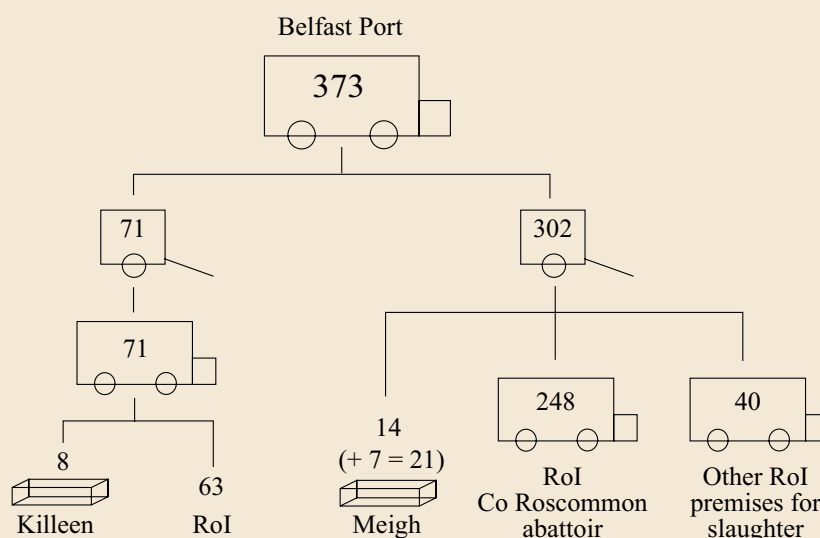 Belfast Port
373
71
302
71
8
63
Killeen
RoI
14
(+ 7 = 21)
Meigh
248
RoI
Co Roscommon
abattoir
40
Other RoI
premises for
slaughter